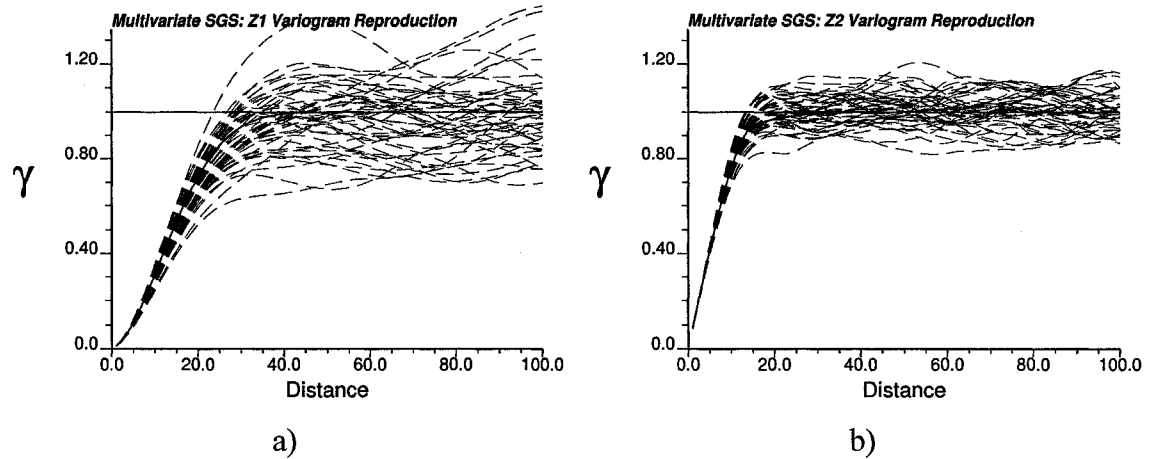 Multivariate SGS: Z1 Variogram Reproduction
1.20
0.80
0.40
0.0
γ
0.0 20.0 40.0 60.0 80.0 100.0
Distance
a)
Multivariate SGS: Z2 Variogram Reproduction
1.20
0.80
0.40
0.0
γ
0.0 20.0 40.0 60.0 80.0 100.0
Distance
b)